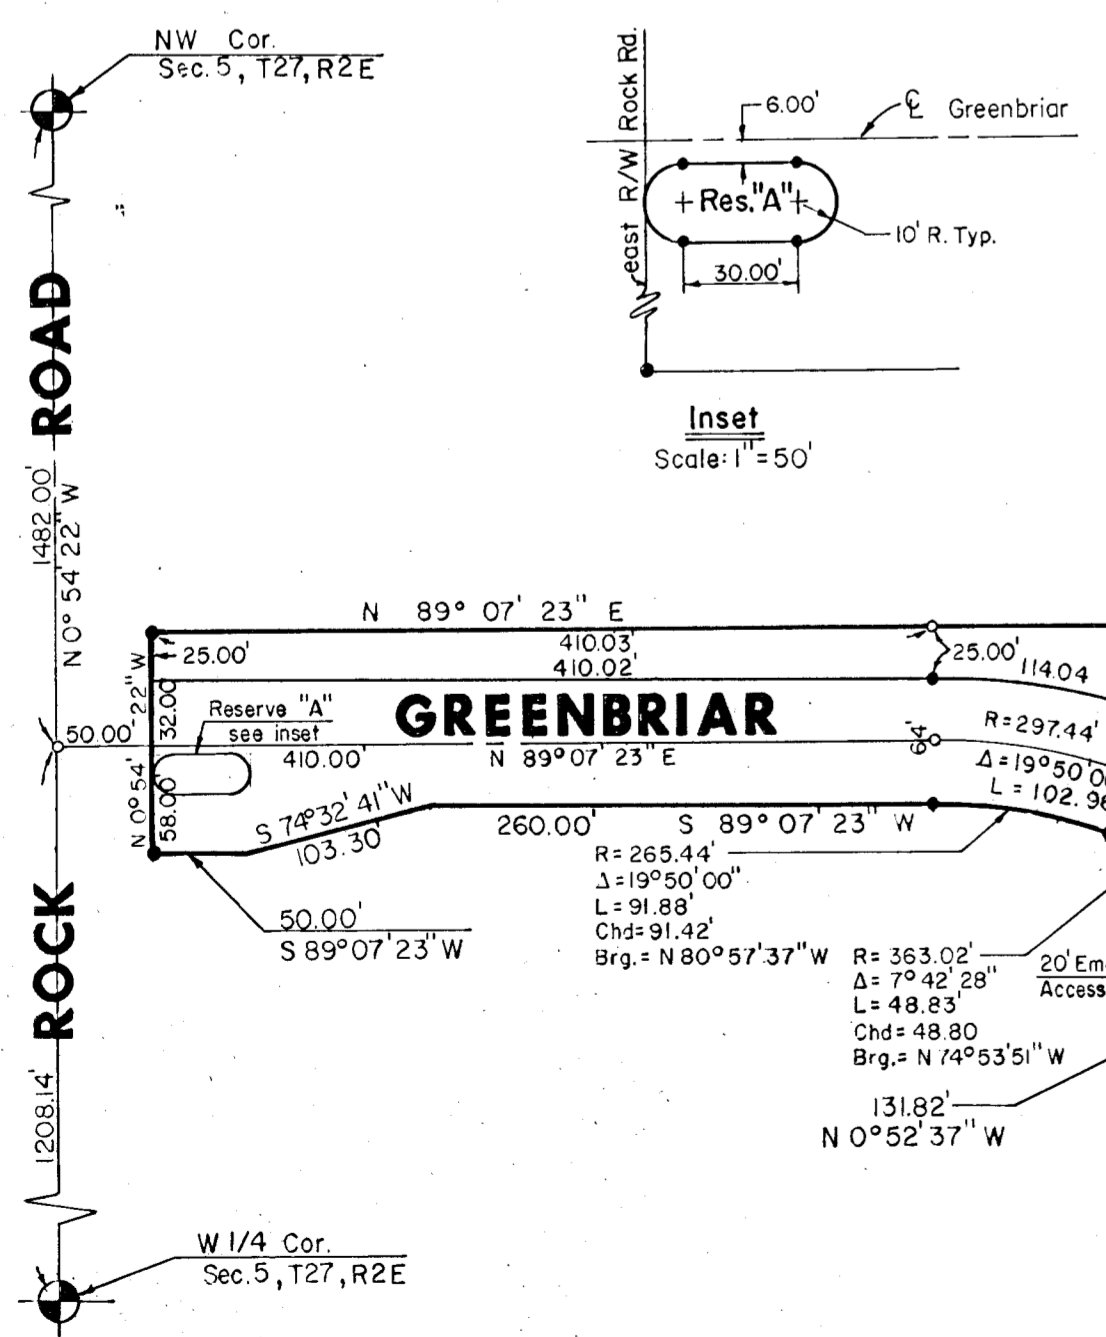 NW Cor.
Sec. 5, T27, R2E
east R/W Rock Rd.
6.00'
℄ Greenbriar
Res. "A"
10' R. Typ.
30.00'
Inset
Scale: 1" = 50'
ROCK ROAD
1482.00'
N 0° 54' 22" W
N 89° 07' 23" E
410.03'
410.02'
25.00'
25.00'
114.04
N 0° 54' 22" W
32.00
58.00'
50.00'
Reserve "A"
see inset
GREENBRIAR
410.00'
N 89° 07' 23" E
64'
R = 297.44'
Δ = 19° 50'
L = 102.
S 74° 32' 41" W
103.30'
260.00'
S 89° 07' 23" W
R = 265.44'
Δ = 19° 50' 00"
L = 91.88'
Chd = 91.42'
Brg. = N 80° 57' 37" W
50.00'
S 89° 07' 23" W
R = 363.02'
Δ = 7° 42' 28"
L = 48.83'
Chd = 48.80
Brg. = N 74° 53' 51" W
20' Em
Access
131.82'
N 0° 52' 37" W
1208.14'
W 1/4 Cor.
Sec. 5, T27, R2E